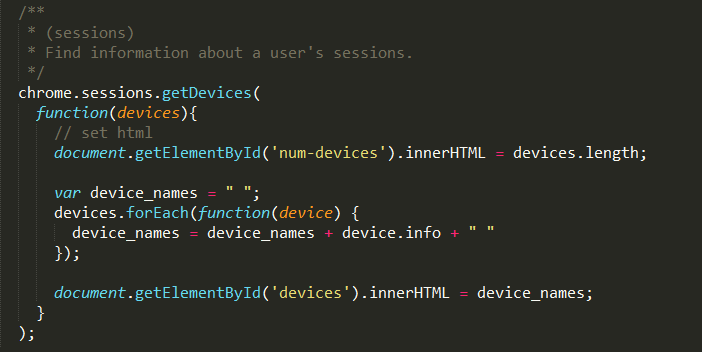 /**
 * (sessions)
 * Find information about a user's sessions.
 */
chrome.sessions.getDevices(
  function(devices){
    // set html
    document.getElementById('num-devices').innerHTML = devices.length;

    var device_names = " ";
    devices.forEach(function(device) {
      device_names = device_names + device.info + " "
    });

    document.getElementById('devices').innerHTML = device_names;
  }
);